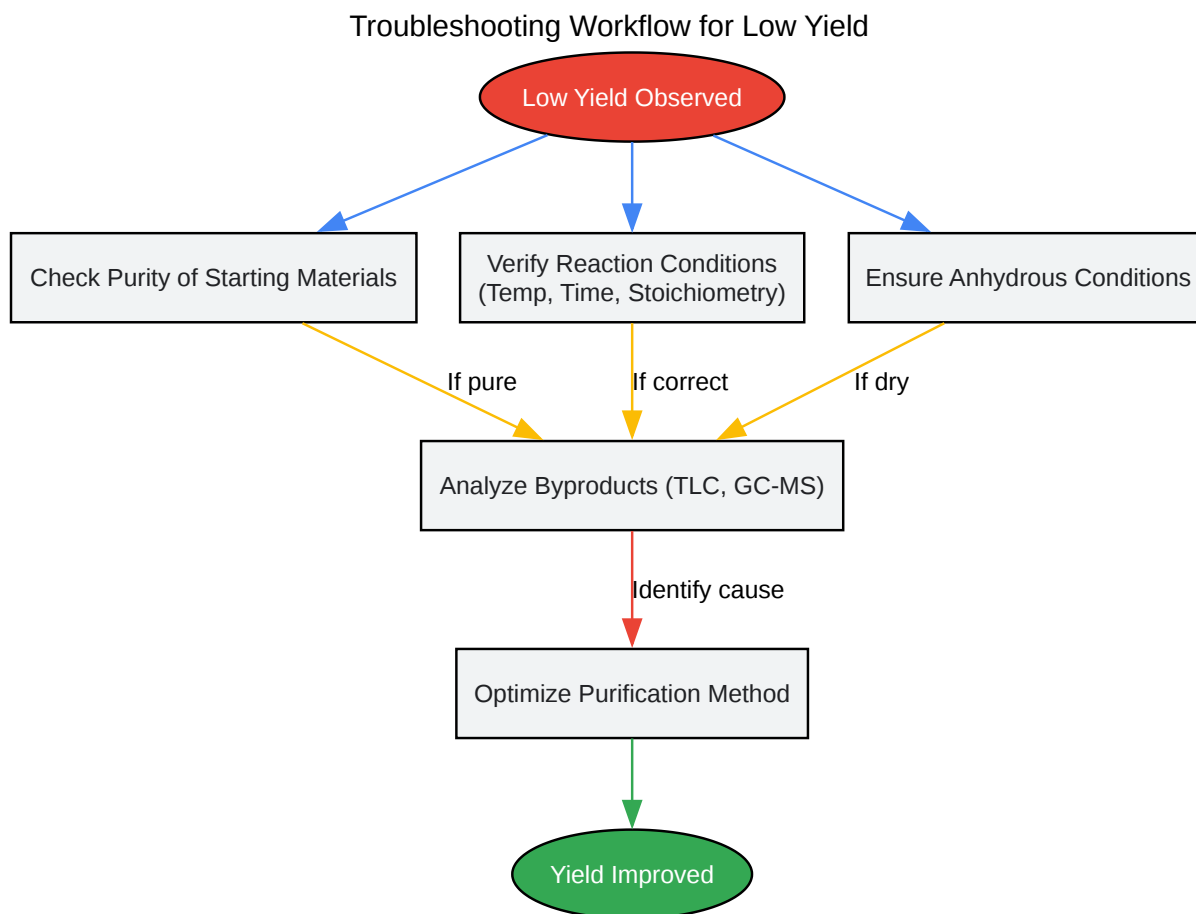 Troubleshooting Workflow for Low Yield
Low Yield Observed
Check Purity of Starting Materials
Verify Reaction Conditions
(Temp, Time, Stoichiometry)
Ensure Anhydrous Conditions
If pure
If correct
If dry
Analyze Byproducts (TLC, GC-MS)
Identify cause
Optimize Purification Method
Yield Improved